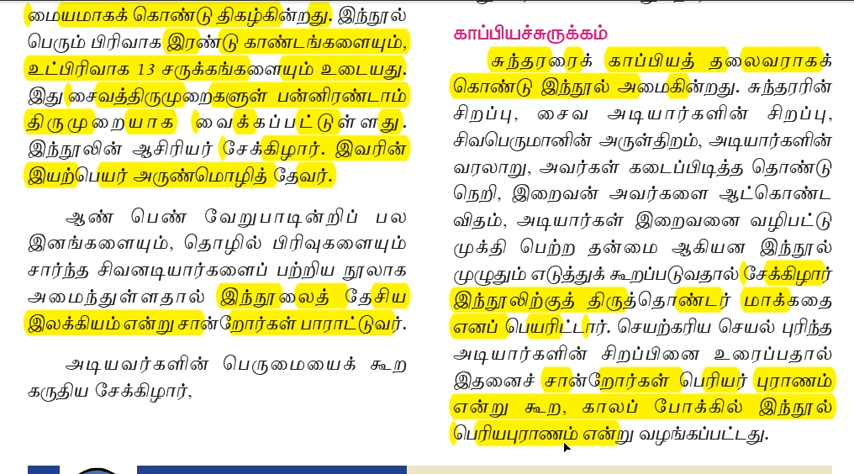 மையமாகக் கொண்டு திகழ்கின்றது. இந்நூல்
பெரும் பிரிவாக இரண்டு காண்டங்களையும்,
உட்பிரிவாக 13 சருக்கங்களையும் உடையது.
இது சைவத்திருமுறைகளுள் பன்னிரண்டாம்
திருமுறையாக வைக்கப்பட்டுள்ளது.
இந்நூலின் ஆசிரியர் சேக்கிழார். இவரின்
இயற்பெயர் அருண்மொழித் தேவர்.
ஆண் பெண் வேறுபாடின்றிப் பல
இனங்களையும், தொழில் பிரிவுகளையும்
சார்ந்த சிவனடியார்களைப் பற்றிய நூலாக
அமைந்துள்ளதால் இந்நூலைத் தேசிய
இலக்கியம் என்று சான்றோர்கள் பாராட்டுவர்.
அடியவர்களின் பெருமையைக் கூற
கருதிய சேக்கிழார்,
காப்பியச்சுருக்கம்
சுந்தரரைக் காப்பியத் தலைவராகக்
கொண்டு இந்நூல் அமைகின்றது. சுந்தரரின்
சிறப்பு, சைவ அடியார்களின் சிறப்பு,
சிவபெருமானின் அருள்திறம், அடியார்களின்
வரலாறு, அவர்கள் கடைப்பிடித்த தொண்டு
நெறி, இறைவன் அவர்களை ஆட்கொண்ட
விதம், அடியார்கள் இறைவனை வழிபட்டு
முக்தி பெற்ற தன்மை ஆகியன இந்நூல்
முழுதும் எடுத்துக் கூறப்படுவதால் சேக்கிழார்
இந்நூலிற்குத் திருத்தொண்டர் மாக்கதை
எனப் பெயரிட்டார். செயற்கரிய செயல் புரிந்த
அடியார்களின் சிறப்பினை உரைப்பதால்
இதனைச் சான்றோர்கள் பெரியர் புராணம்
என்று கூற, காலப் போக்கில் இந்நூல்
பெரியபுராணம் என்று வழங்கப்பட்டது.